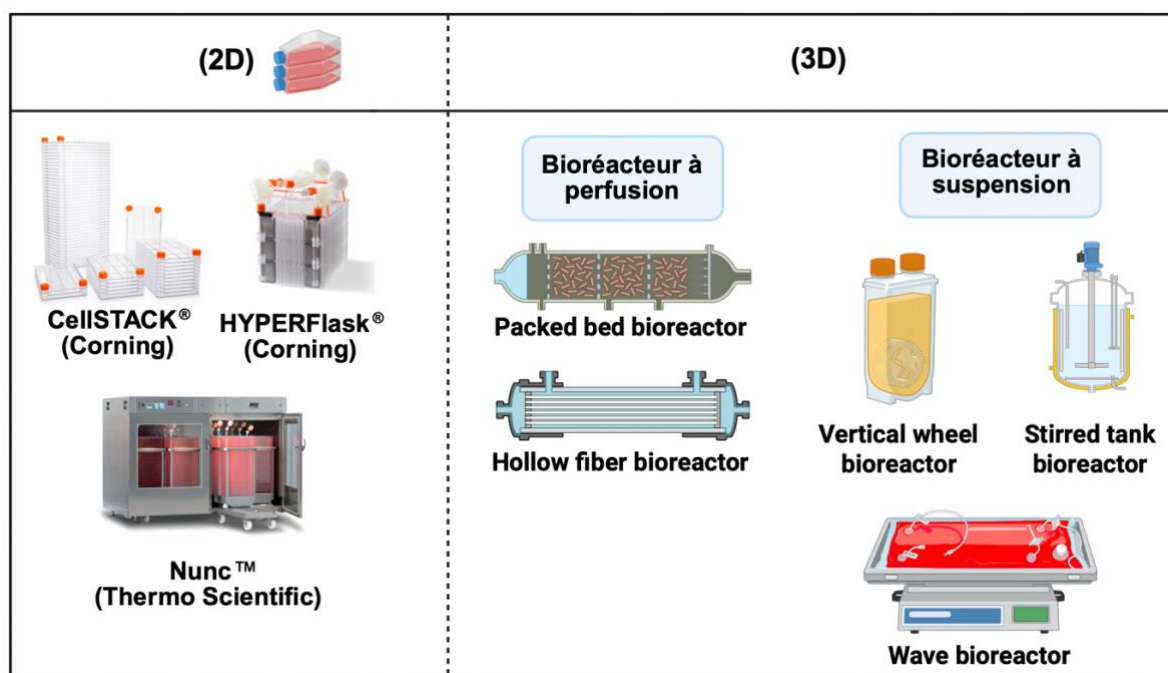 (2D)
(3D)
CellSTACK®
(Corning)
HYPERFlask®
(Corning)
Nunc™
(Thermo Scientific)
Bioréacteur à
perfusion
Packed bed bioreactor
Hollow fiber bioreactor
Bioréacteur à
suspension
Vertical wheel
bioreactor
Stirred tank
bioreactor
Wave bioreactor